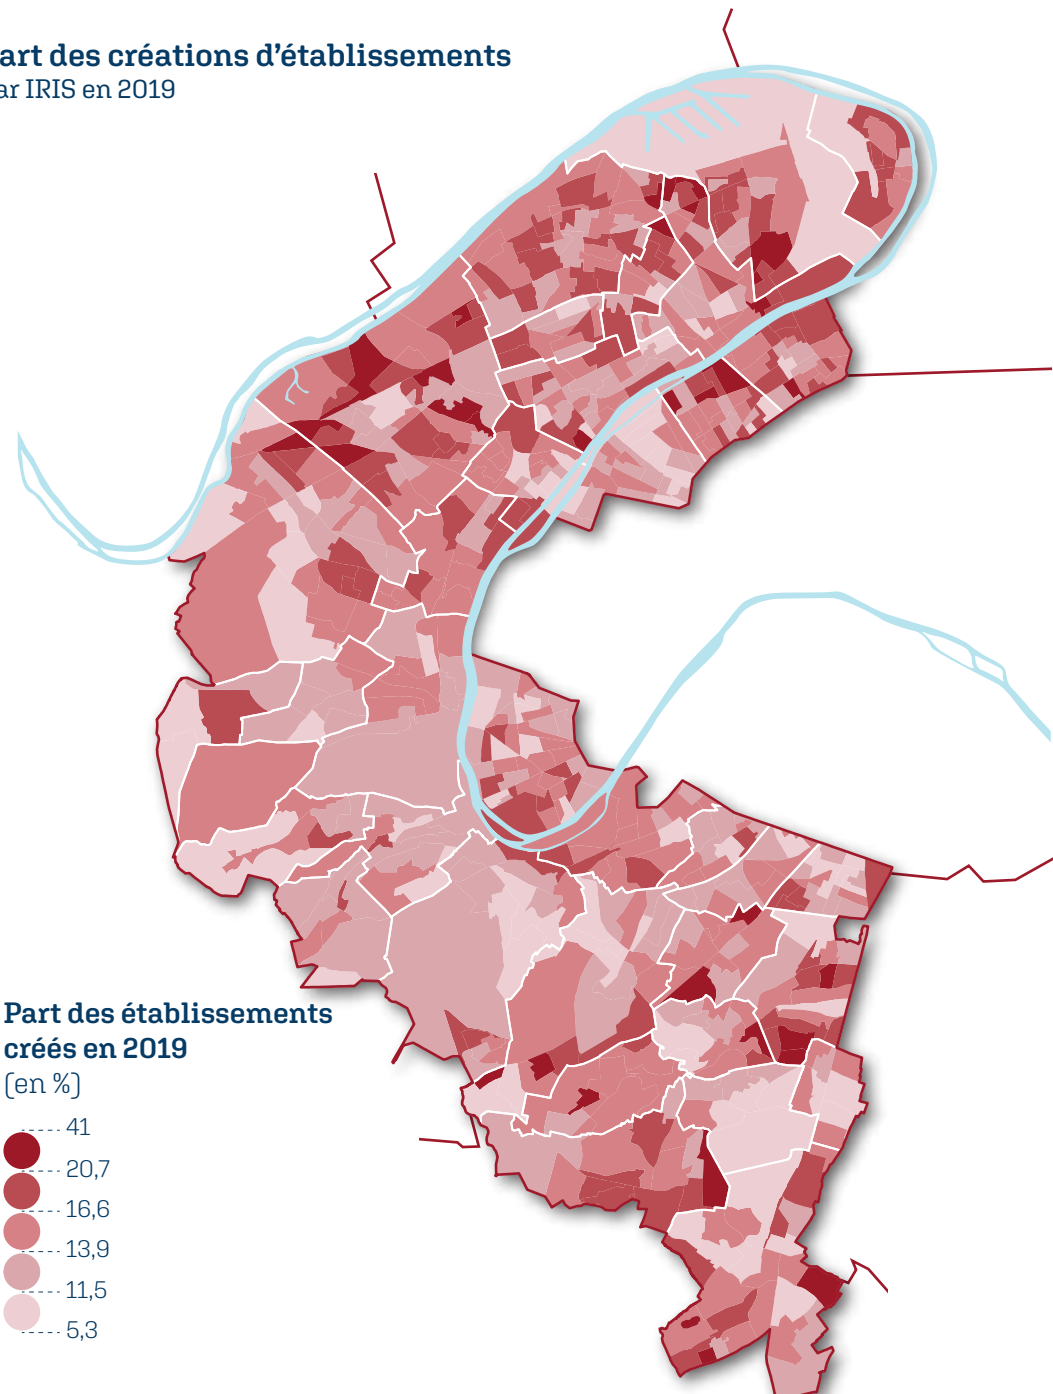 art des créations d'établissements
ar IRIS en 2019
Part des établissements
créés en 2019
(en %)
41
20,7
16,6
13,9
11,5
5,3